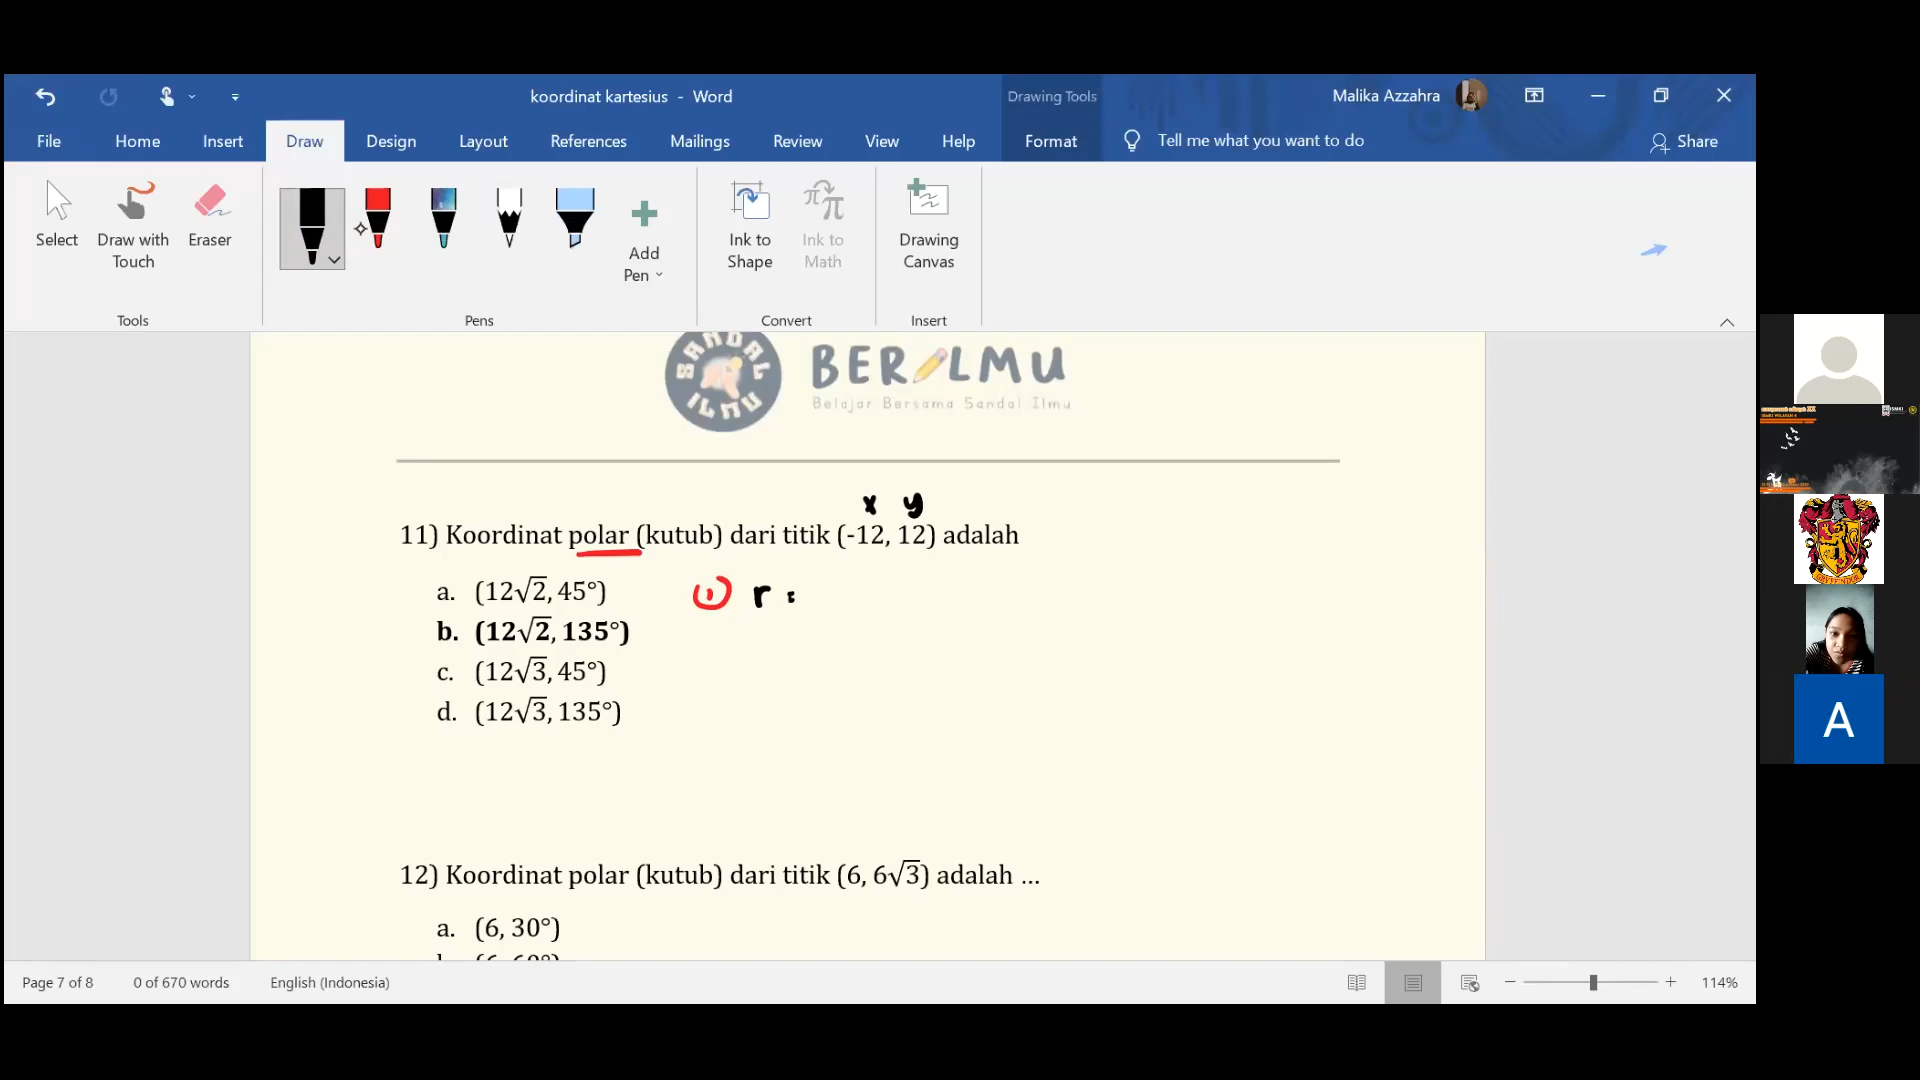 koordinat kartesius - Word
Drawing Tools
Malika Azzahra
File Home Insert Draw Design Layout References Mailings Review View Help Format Tell me what you want to do Share
Select
Draw with Touch
Eraser
Add Pen
Ink to Shape
Ink to Math
Drawing Canvas
Tools
Pens
Convert
Insert
SANDAL ILMU
BERILMU
Belajar Bersama Sandal Ilmu
x y
11) Koordinat polar (kutub) dari titik (-12, 12) adalah
a. (12√2, 45°)
① r =
b. (12√2, 135°)
c. (12√3, 45°)
d. (12√3, 135°)
12) Koordinat polar (kutub) dari titik (6, 6√3) adalah ...
a. (6, 30°)
GRYFFINDOR
A
Page 7 of 8 0 of 670 words English (Indonesia) 114%